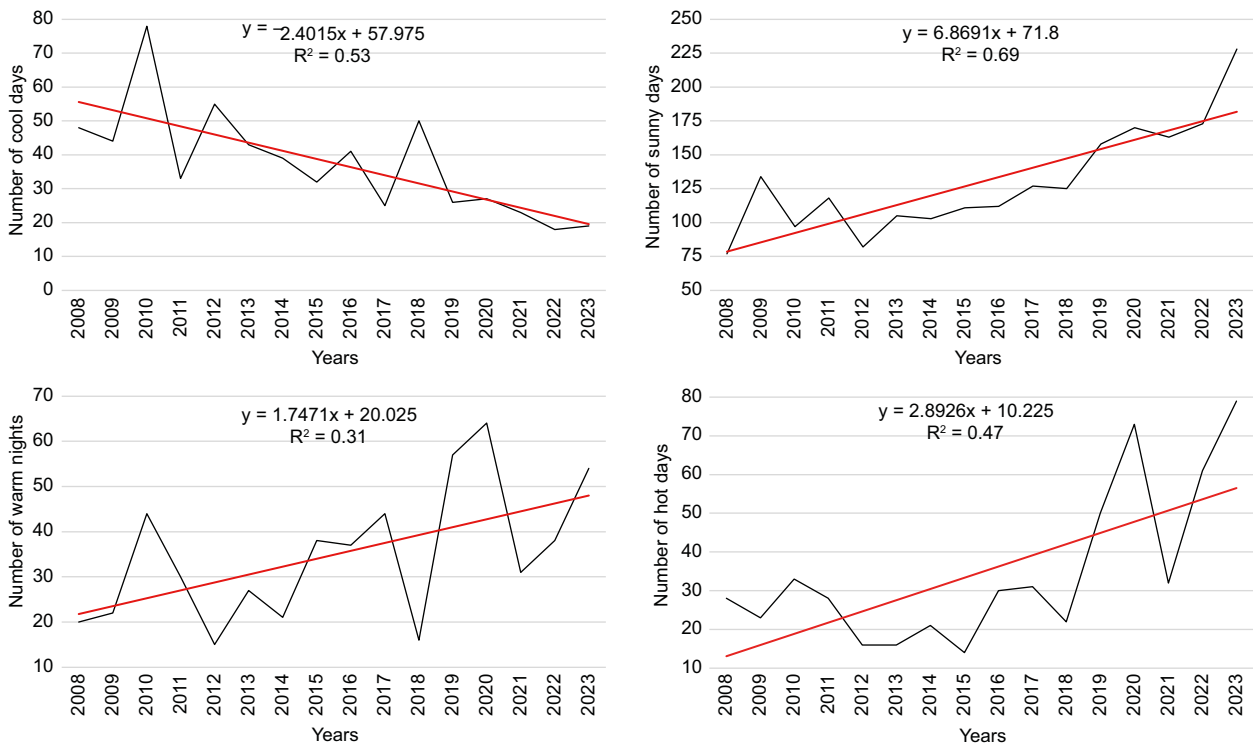 y = –2.4015x + 57.975
R² = 0.53
Number of cool days
80
70
60
50
40
30
20
10
0
2008 2009 2010 2011 2012 2013 2014 2015 2016 2017 2018 2019 2020 2021 2022 2023
Years
y = 6.8691x + 71.8
R² = 0.69
Number of sunny days
250
225
175
150
125
100
75
50
2008 2009 2010 2011 2012 2013 2014 2015 2016 2017 2018 2019 2020 2021 2022 2023
Years
y = 1.7471x + 20.025
R² = 0.31
Number of warm nights
70
60
50
40
30
20
10
2008 2009 2010 2011 2012 2013 2014 2015 2016 2017 2018 2019 2020 2021 2022 2023
Years
y = 2.8926x + 10.225
R² = 0.47
Number of hot days
80
70
60
50
40
30
20
10
2008 2009 2010 2011 2012 2013 2014 2015 2016 2017 2018 2019 2020 2021 2022 2023
Years